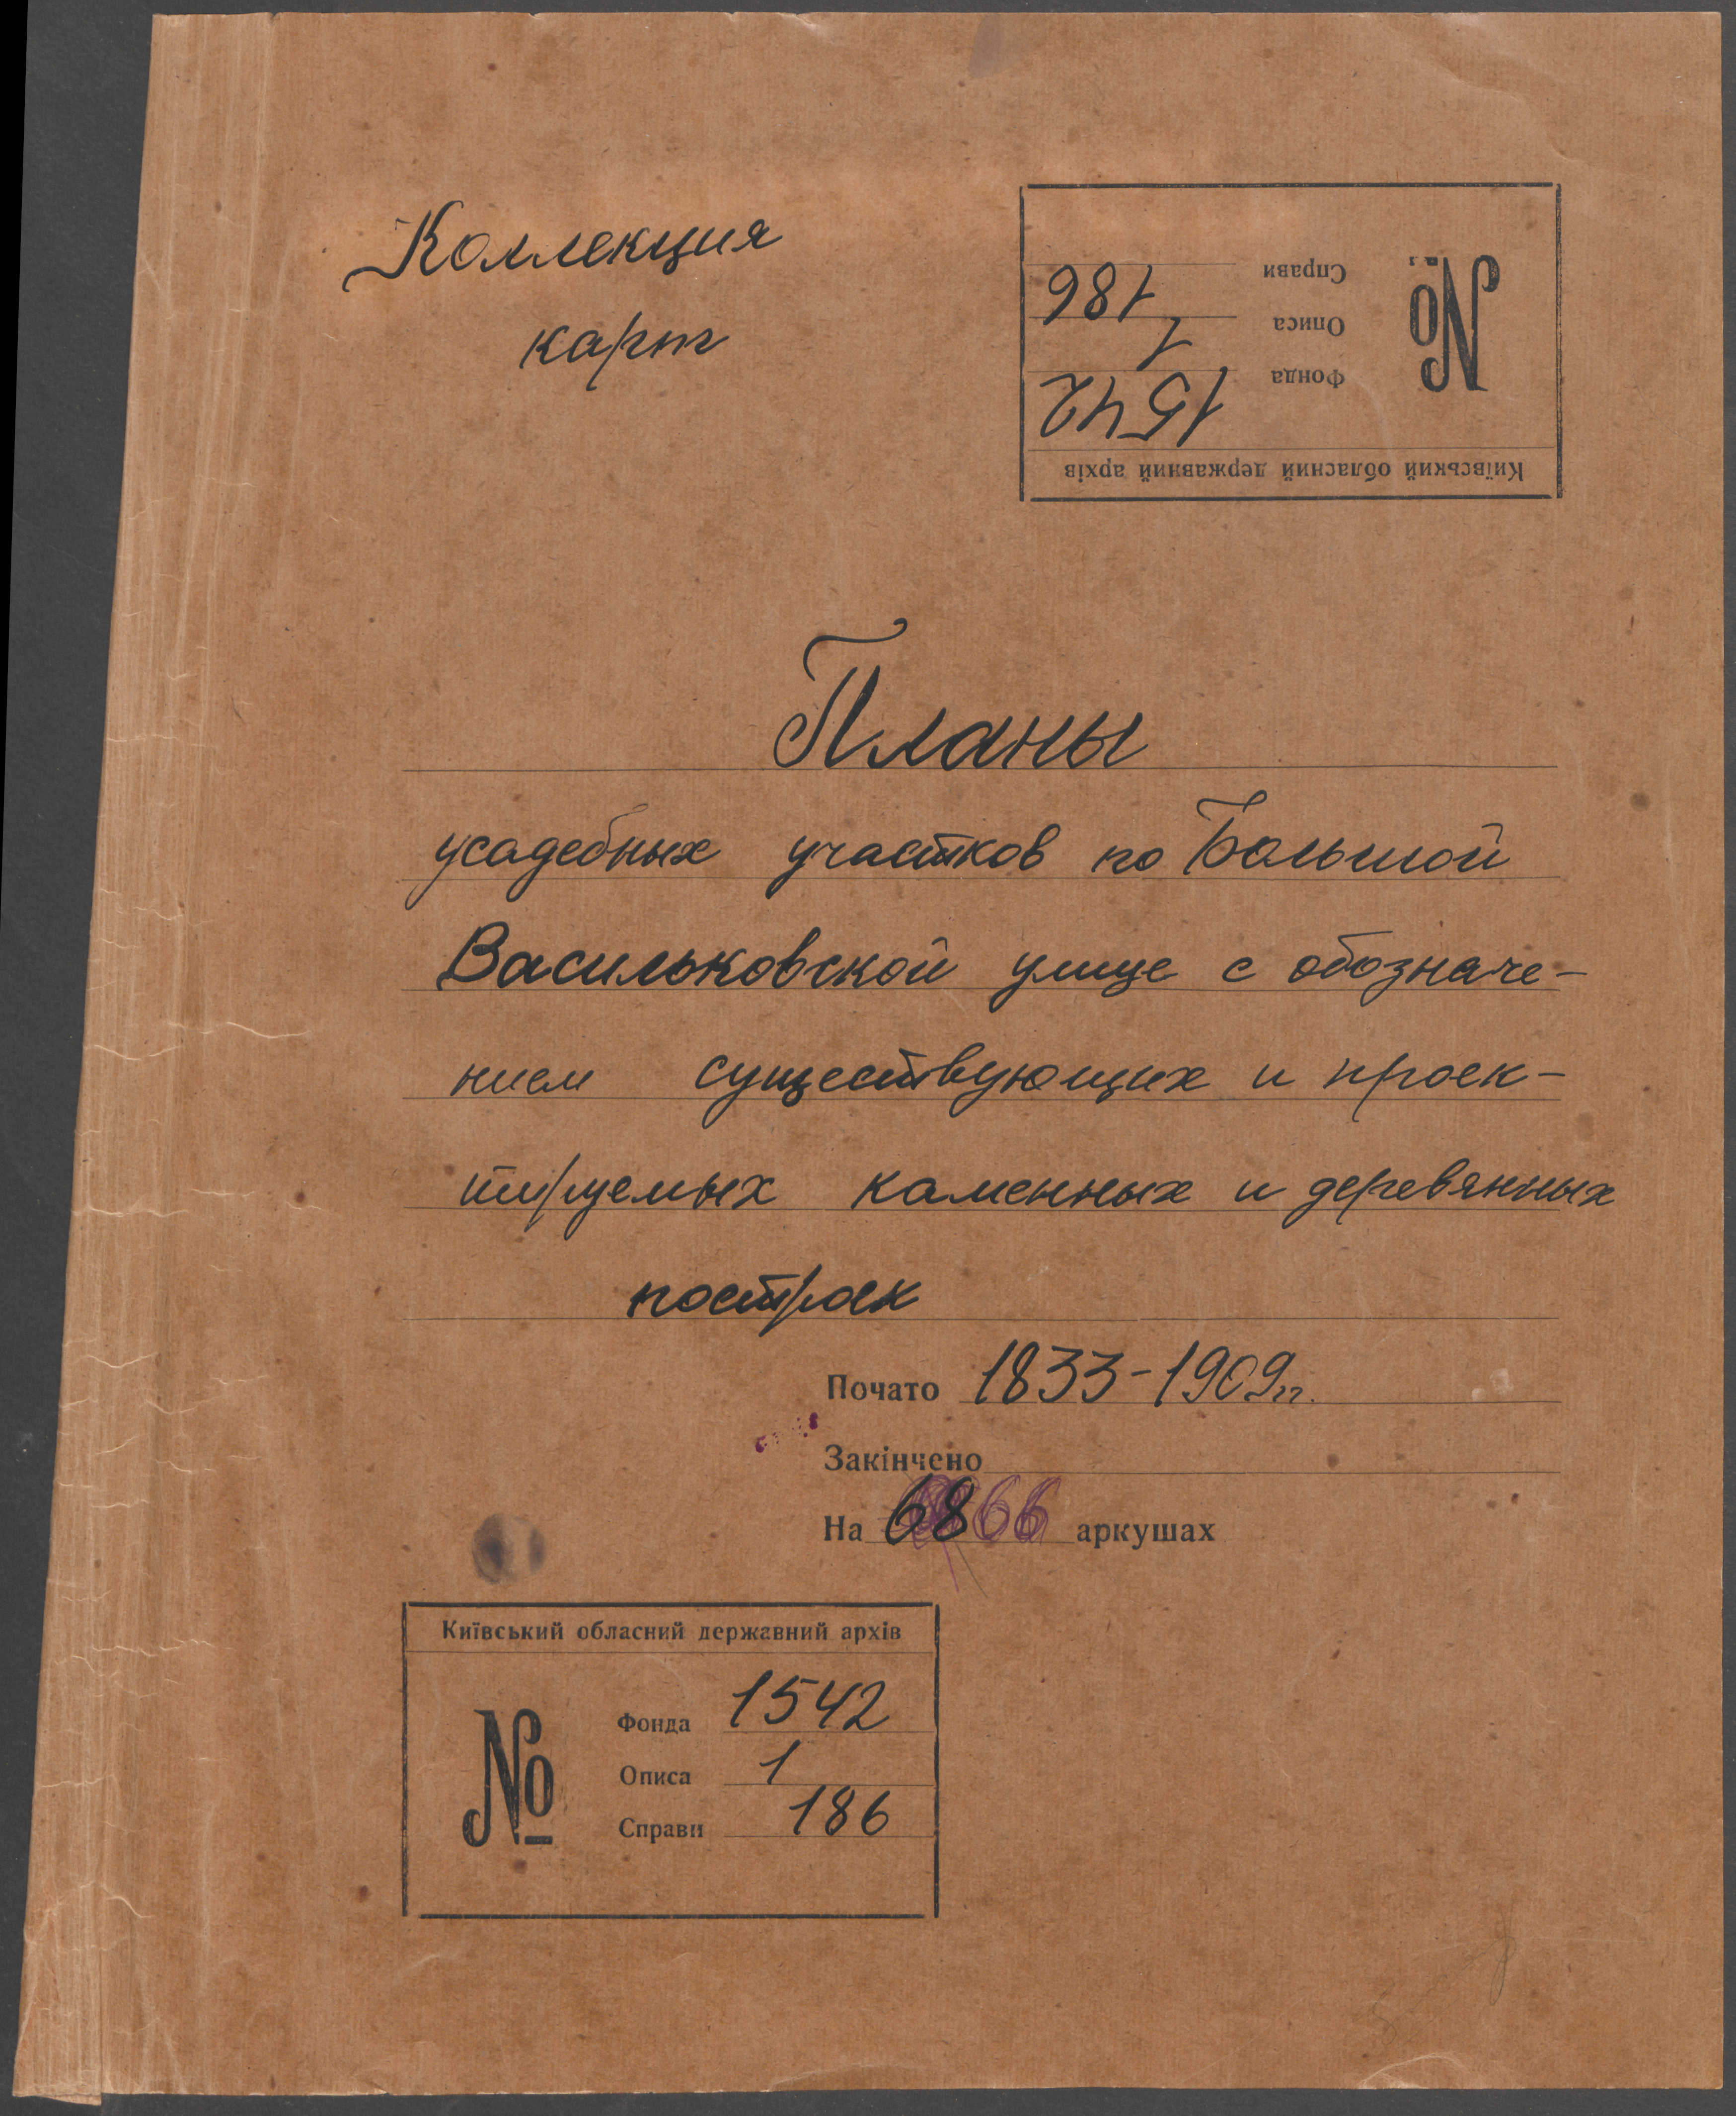 Коллекция
карт
Київський обласний державний архів
№
Фонда 1542
Описа 1
Справи 186
Планы
усадебных участков по Большой
Васильковской улице с обозначе-
нием существующих и проек-
тируемых каменных и деревянных
построек
Почато 1833-1909гг.
Закінчено
На 68 66 аркушах
Київський обласний державний архів
№
Фонда 1542
Описа 1
Справи 186